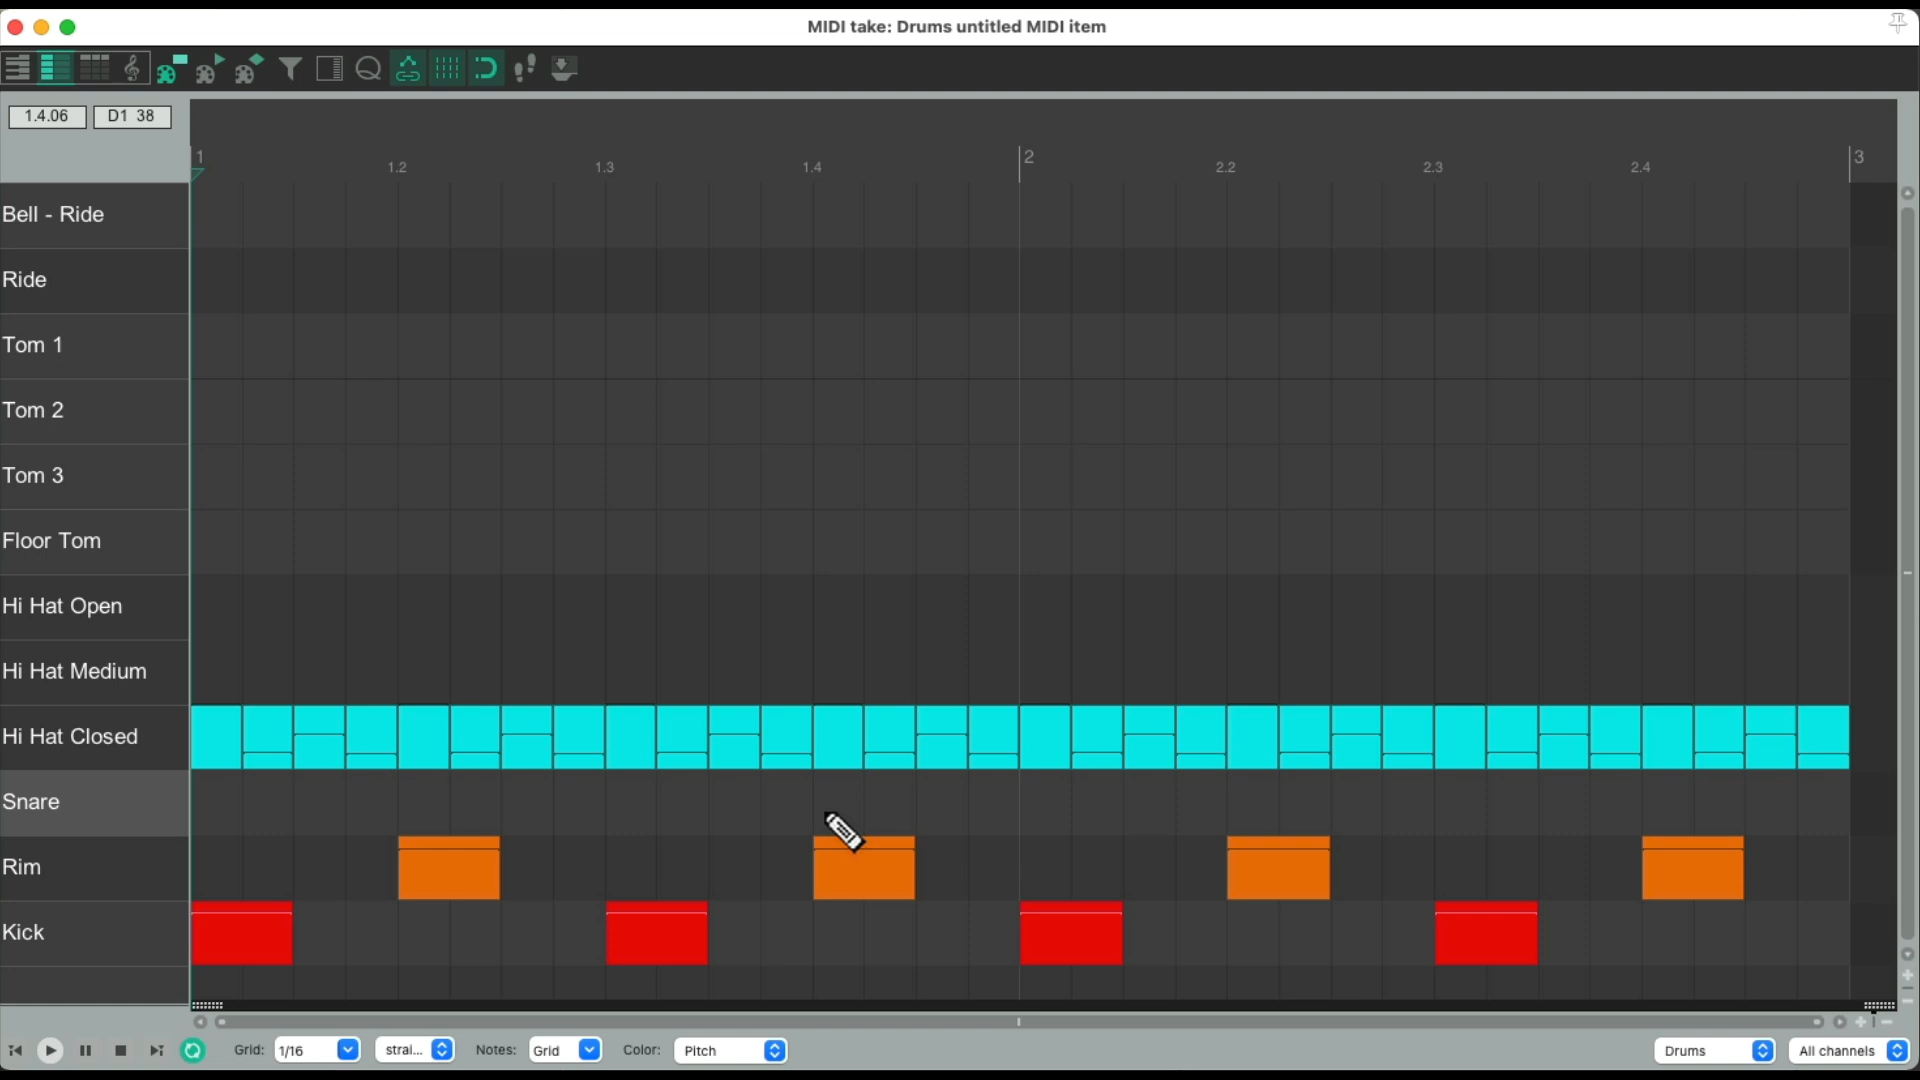 MIDI take: Drums untitled MIDI item
1.4.06 D1 38
1 1.2 1.3 1.4 2 2.2 2.3 2.4 3
Bell - Ride
Ride
Tom 1
Tom 2
Tom 3
Floor Tom
Hi Hat Open
Hi Hat Medium
Hi Hat Closed
Snare
Rim
Kick
Grid: 1/16 strai... Notes: Grid Color: Pitch Drums All channels